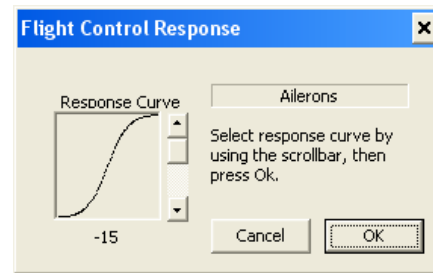 Flight Control Response
Response Curve
Ailerons
Select response curve by
using the scrollbar, then
press Ok.
-15
Cancel
OK